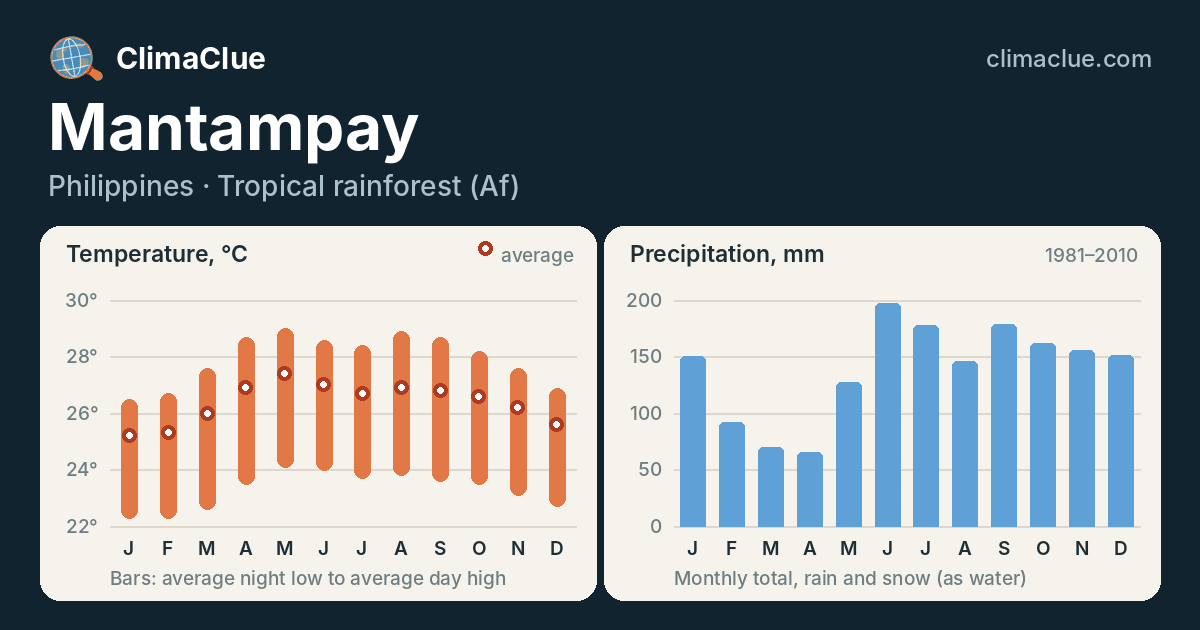 ClimaClue
climaclue.com
Mantampay
Philippines · Tropical rainforest (Af)
Temperature, °C
average
30°
28°
26°
24°
22°
J F M A M J J A S O N D
Bars: average night low to average day high
Precipitation, mm
1981–2010
200
150
100
50
0
J F M A M J J A S O N D
Monthly total, rain and snow (as water)